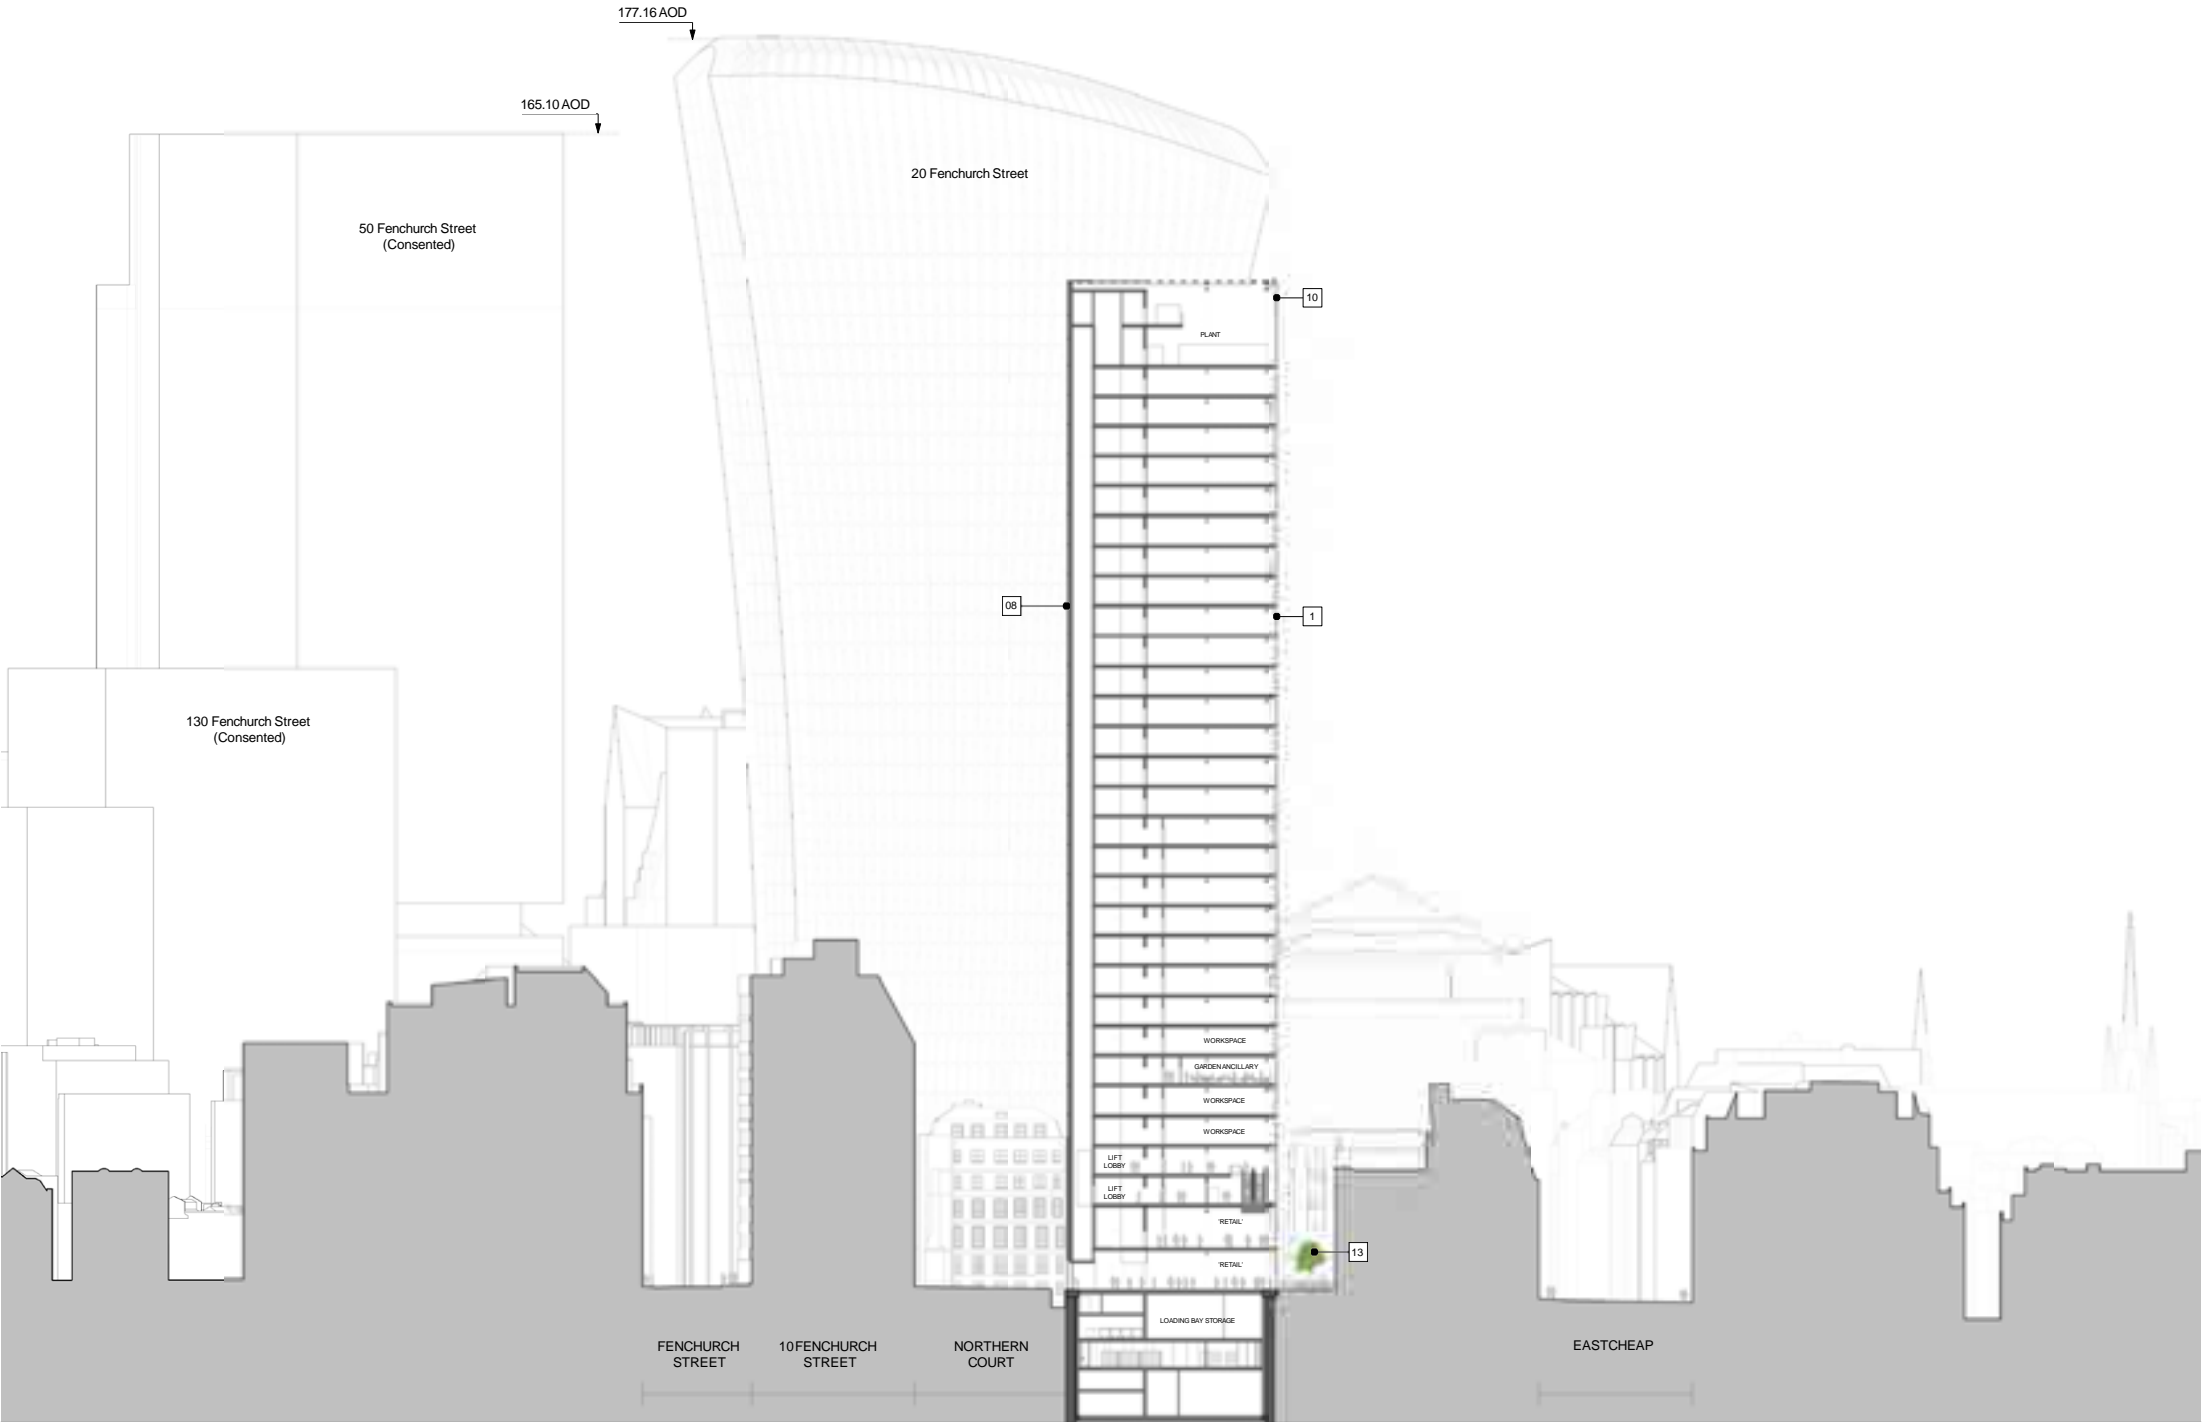 177.16 AOD
165.10 AOD
20 Fenchurch Street
50 Fenchurch Street
(Consented)
10
PLANT
08
1
130 Fenchurch Street
(Consented)
WORKSPACE
GARDEN ANCILLARY
WORKSPACE
WORKSPACE
LIFT
LOBBY
LIFT
LOBBY
'RETAIL'
13
'RETAIL'
LOADING BAY STORAGE
FENCHURCH
STREET
10 FENCHURCH
STREET
NORTHERN
COURT
EASTCHEAP